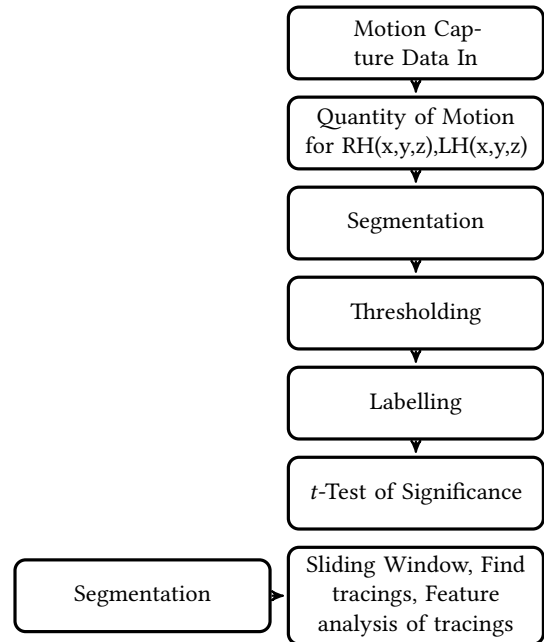 Motion Cap-
ture Data In
Quantity of Motion
for RH(x,y,z),LH(x,y,z)
Segmentation
Thresholding
Labelling
t-Test of Significance
Segmentation
Sliding Window, Find
tracings, Feature
analysis of tracings